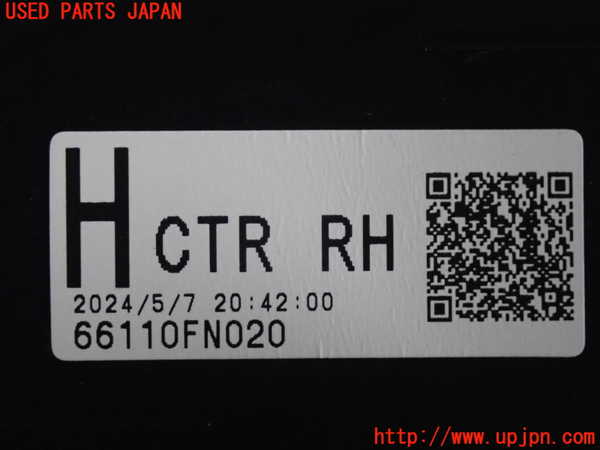 USED PARTS JAPAN
H CTR RH
2024/5/7 20:42:00
66110FN020
http://www.upjpn.com